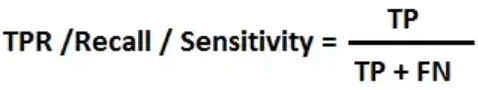 TP
TPR /Recall / Sensitivity =
TP + FN